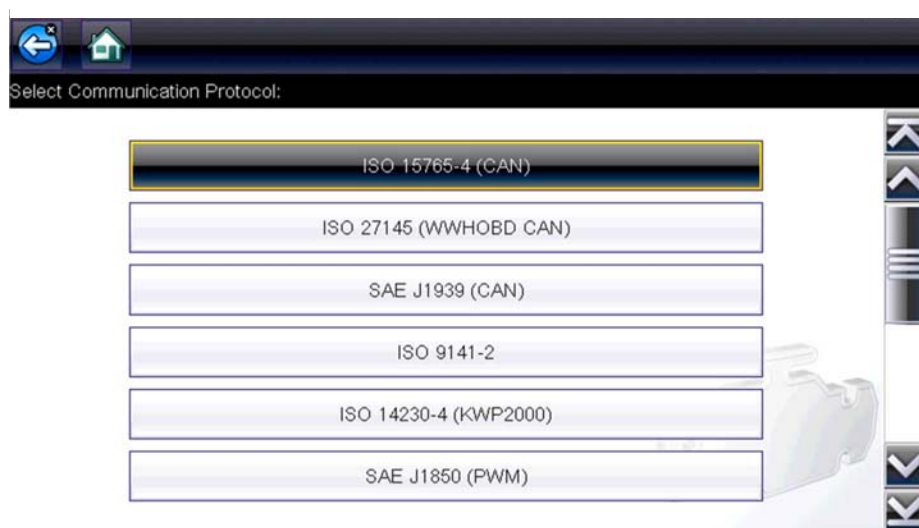 Select Communication Protocol:
ISO 15765-4 (CAN)
ISO 27145 (WWHOBD CAN)
SAE J1939 (CAN)
ISO 9141-2
ISO 14230-4 (KWP2000)
SAE J1850 (PWM)